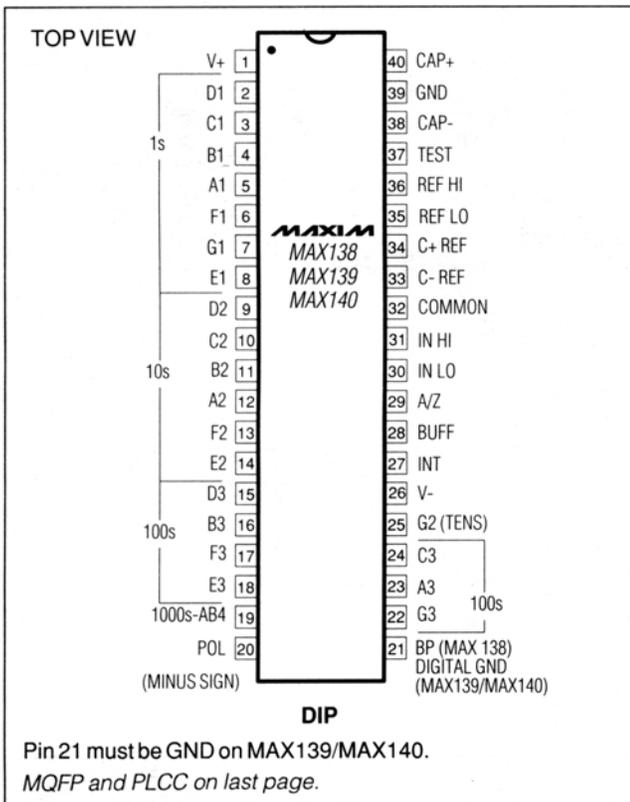 TOP VIEW
V+ 1
D1 2
C1 3
B1 4
A1 5
F1 6
G1 7
E1 8
D2 9
C2 10
B2 11
A2 12
F2 13
E2 14
D3 15
B3 16
F3 17
E3 18
1000s-AB4 19
POL 20
(MINUS SIGN)
1s
10s
100s
MAXIM
MAX138
MAX139
MAX140
40 CAP+
39 GND
38 CAP-
37 TEST
36 REF HI
35 REF LO
34 C+ REF
33 C- REF
32 COMMON
31 IN HI
30 IN LO
29 A/Z
28 BUFF
27 INT
26 V-
25 G2 (TENS)
24 C3
23 A3
22 G3
100s
21 BP (MAX 138)
DIGITAL GND
(MAX139/MAX140)
DIP
Pin 21 must be GND on MAX139/MAX140.
MQFP and PLCC on last page.